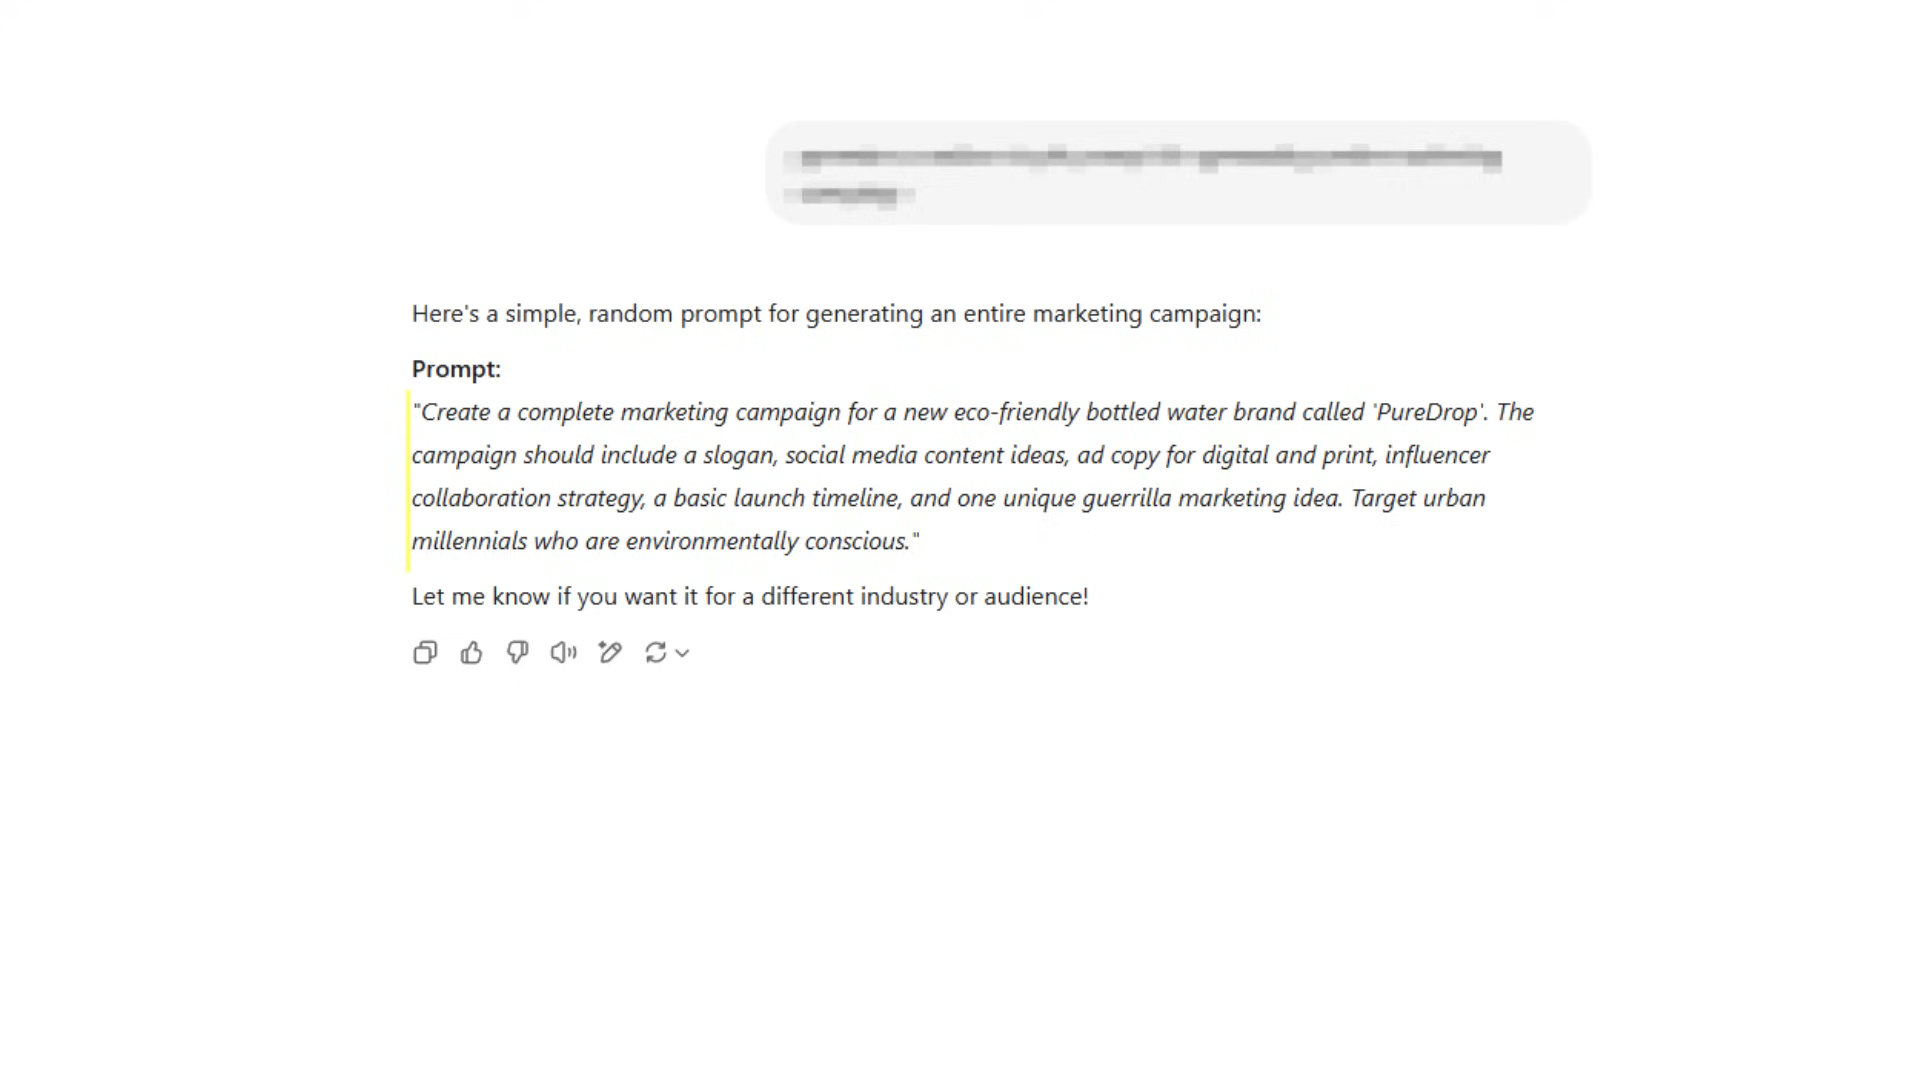 Here's a simple, random prompt for generating an entire marketing campaign:
Prompt:
"Create a complete marketing campaign for a new eco-friendly bottled water brand called 'PureDrop'. The
campaign should include a slogan, social media content ideas, ad copy for digital and print, influencer
collaboration strategy, a basic launch timeline, and one unique guerrilla marketing idea. Target urban
millennials who are environmentally conscious."
Let me know if you want it for a different industry or audience!